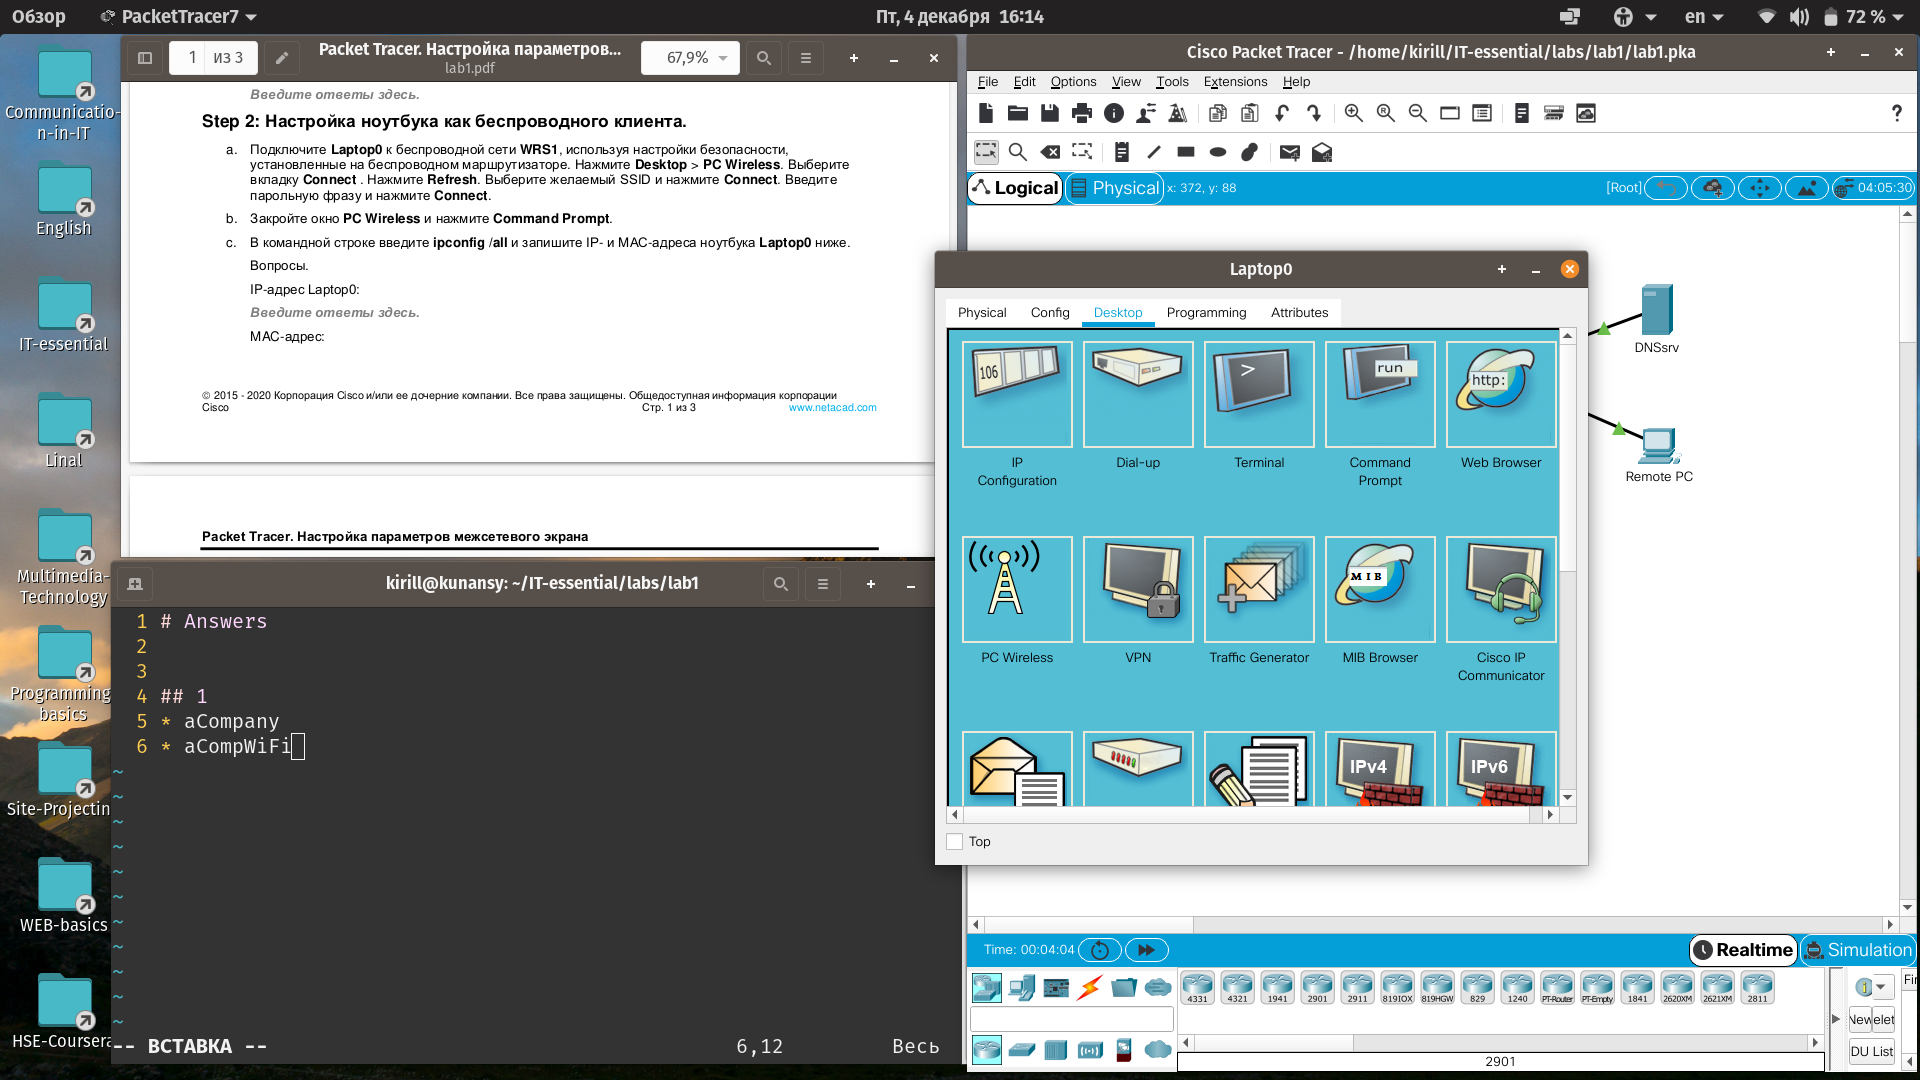 Обзор
PacketTracer7
Пт, 4 декабря 16:14
en
72 %
Communicatio-
n-in-IT
English
IT-essential
Linal
Multimedia-
Technology
Programming-
basics
Site-Projectin
WEB-basics
HSE-Coursera
1 из 3
Packet Tracer. Настройка параметров...
lab1.pdf
67,9%
Введите ответы здесь.
Step 2: Настройка ноутбука как беспроводного клиента.
a. Подключите Laptop0 к беспроводной сети WRS1, используя настройки безопасности,
установленные на беспроводном маршрутизаторе. Нажмите Desktop > PC Wireless. Выберите
вкладку Connect . Нажмите Refresh. Выберите желаемый SSID и нажмите Connect. Введите
парольную фразу и нажмите Connect.
b. Закройте окно PC Wireless и нажмите Command Prompt.
c. В командной строке введите ipconfig /all и запишите IP- и MAC-адреса ноутбука Laptop0 ниже.
Вопросы.
IP-адрес Laptop0:
Введите ответы здесь.
MAC-адрес:
© 2015 - 2020 Корпорация Cisco и/или ее дочерние компании. Все права защищены. Общедоступная информация корпорации
Cisco Стр. 1 из 3 www.netacad.com
Packet Tracer. Настройка параметров межсетевого экрана
kirill@kunansy: ~/IT-essential/labs/lab1
1 # Answers
2
3
4 ## 1
5 * aCompany
6 * aCompWiFi
~
~
~
~
~
~
~
~
~
~
~
-- ВСТАВКА -- 6,12 Весь
Cisco Packet Tracer - /home/kirill/IT-essential/labs/lab1/lab1.pka
File Edit Options View Tools Extensions Help
?
Logical Physical x: 372, y: 88 [Root] 04:05:30
DNSsrv
Remote PC
Laptop0
Physical Config Desktop Programming Attributes
106
>
run
http:
IP
Configuration
Dial-up
Terminal
Command
Prompt
Web Browser
MIB
PC Wireless
VPN
Traffic Generator
MIB Browser
Cisco IP
Communicator
IPv4
IPv6
Top
Time: 00:04:04
Realtime Simulation
4331 4321 1941 2901 2911 819IOX 819HGW 829 1240 PT-Router PT-Empty 1841 2620XM 2621XM 2811
2901
New
elet
DU List